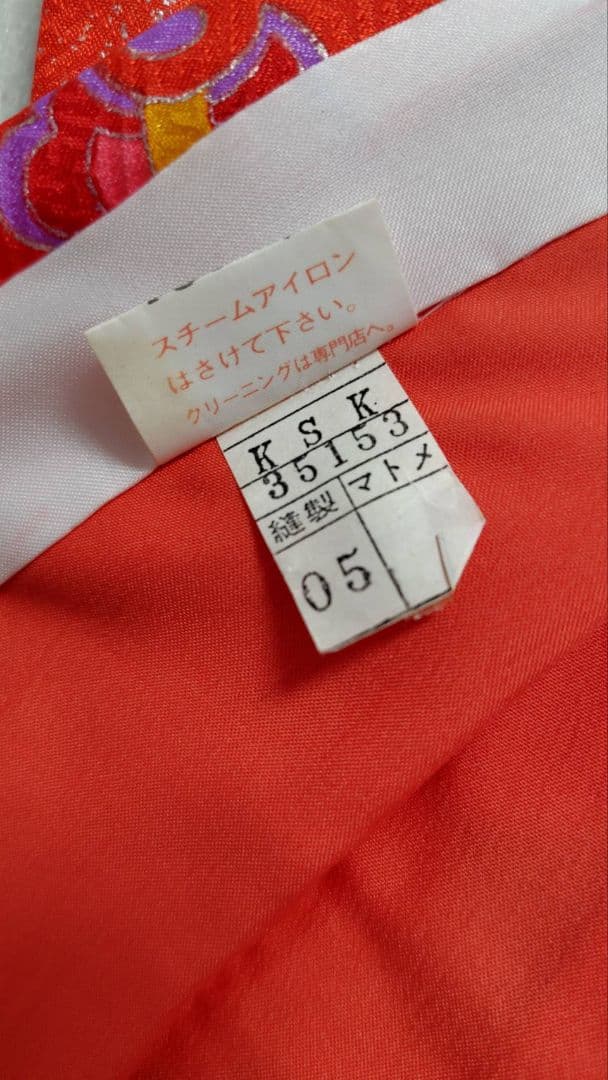 スチームアイロン
はさけて下さい。
クリーニングは専門店へ。
K S K
35153
縫製 マトメ
05